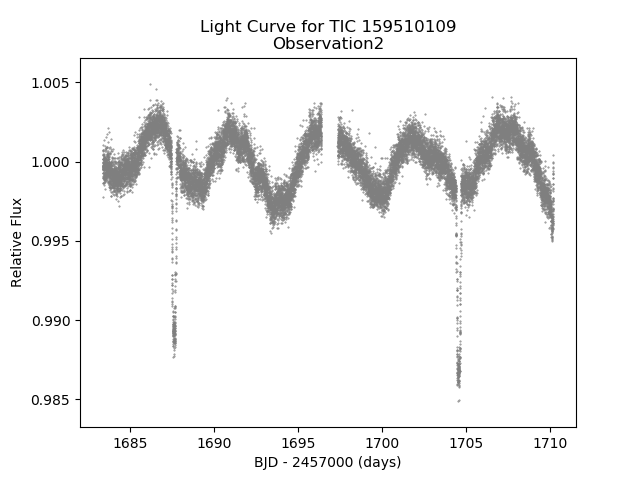 Light Curve for TIC 159510109
Observation2
1.005
1.000
0.995
0.990
0.985
Relative Flux
1685
1690
1695
1700
1705
1710
BJD - 2457000 (days)